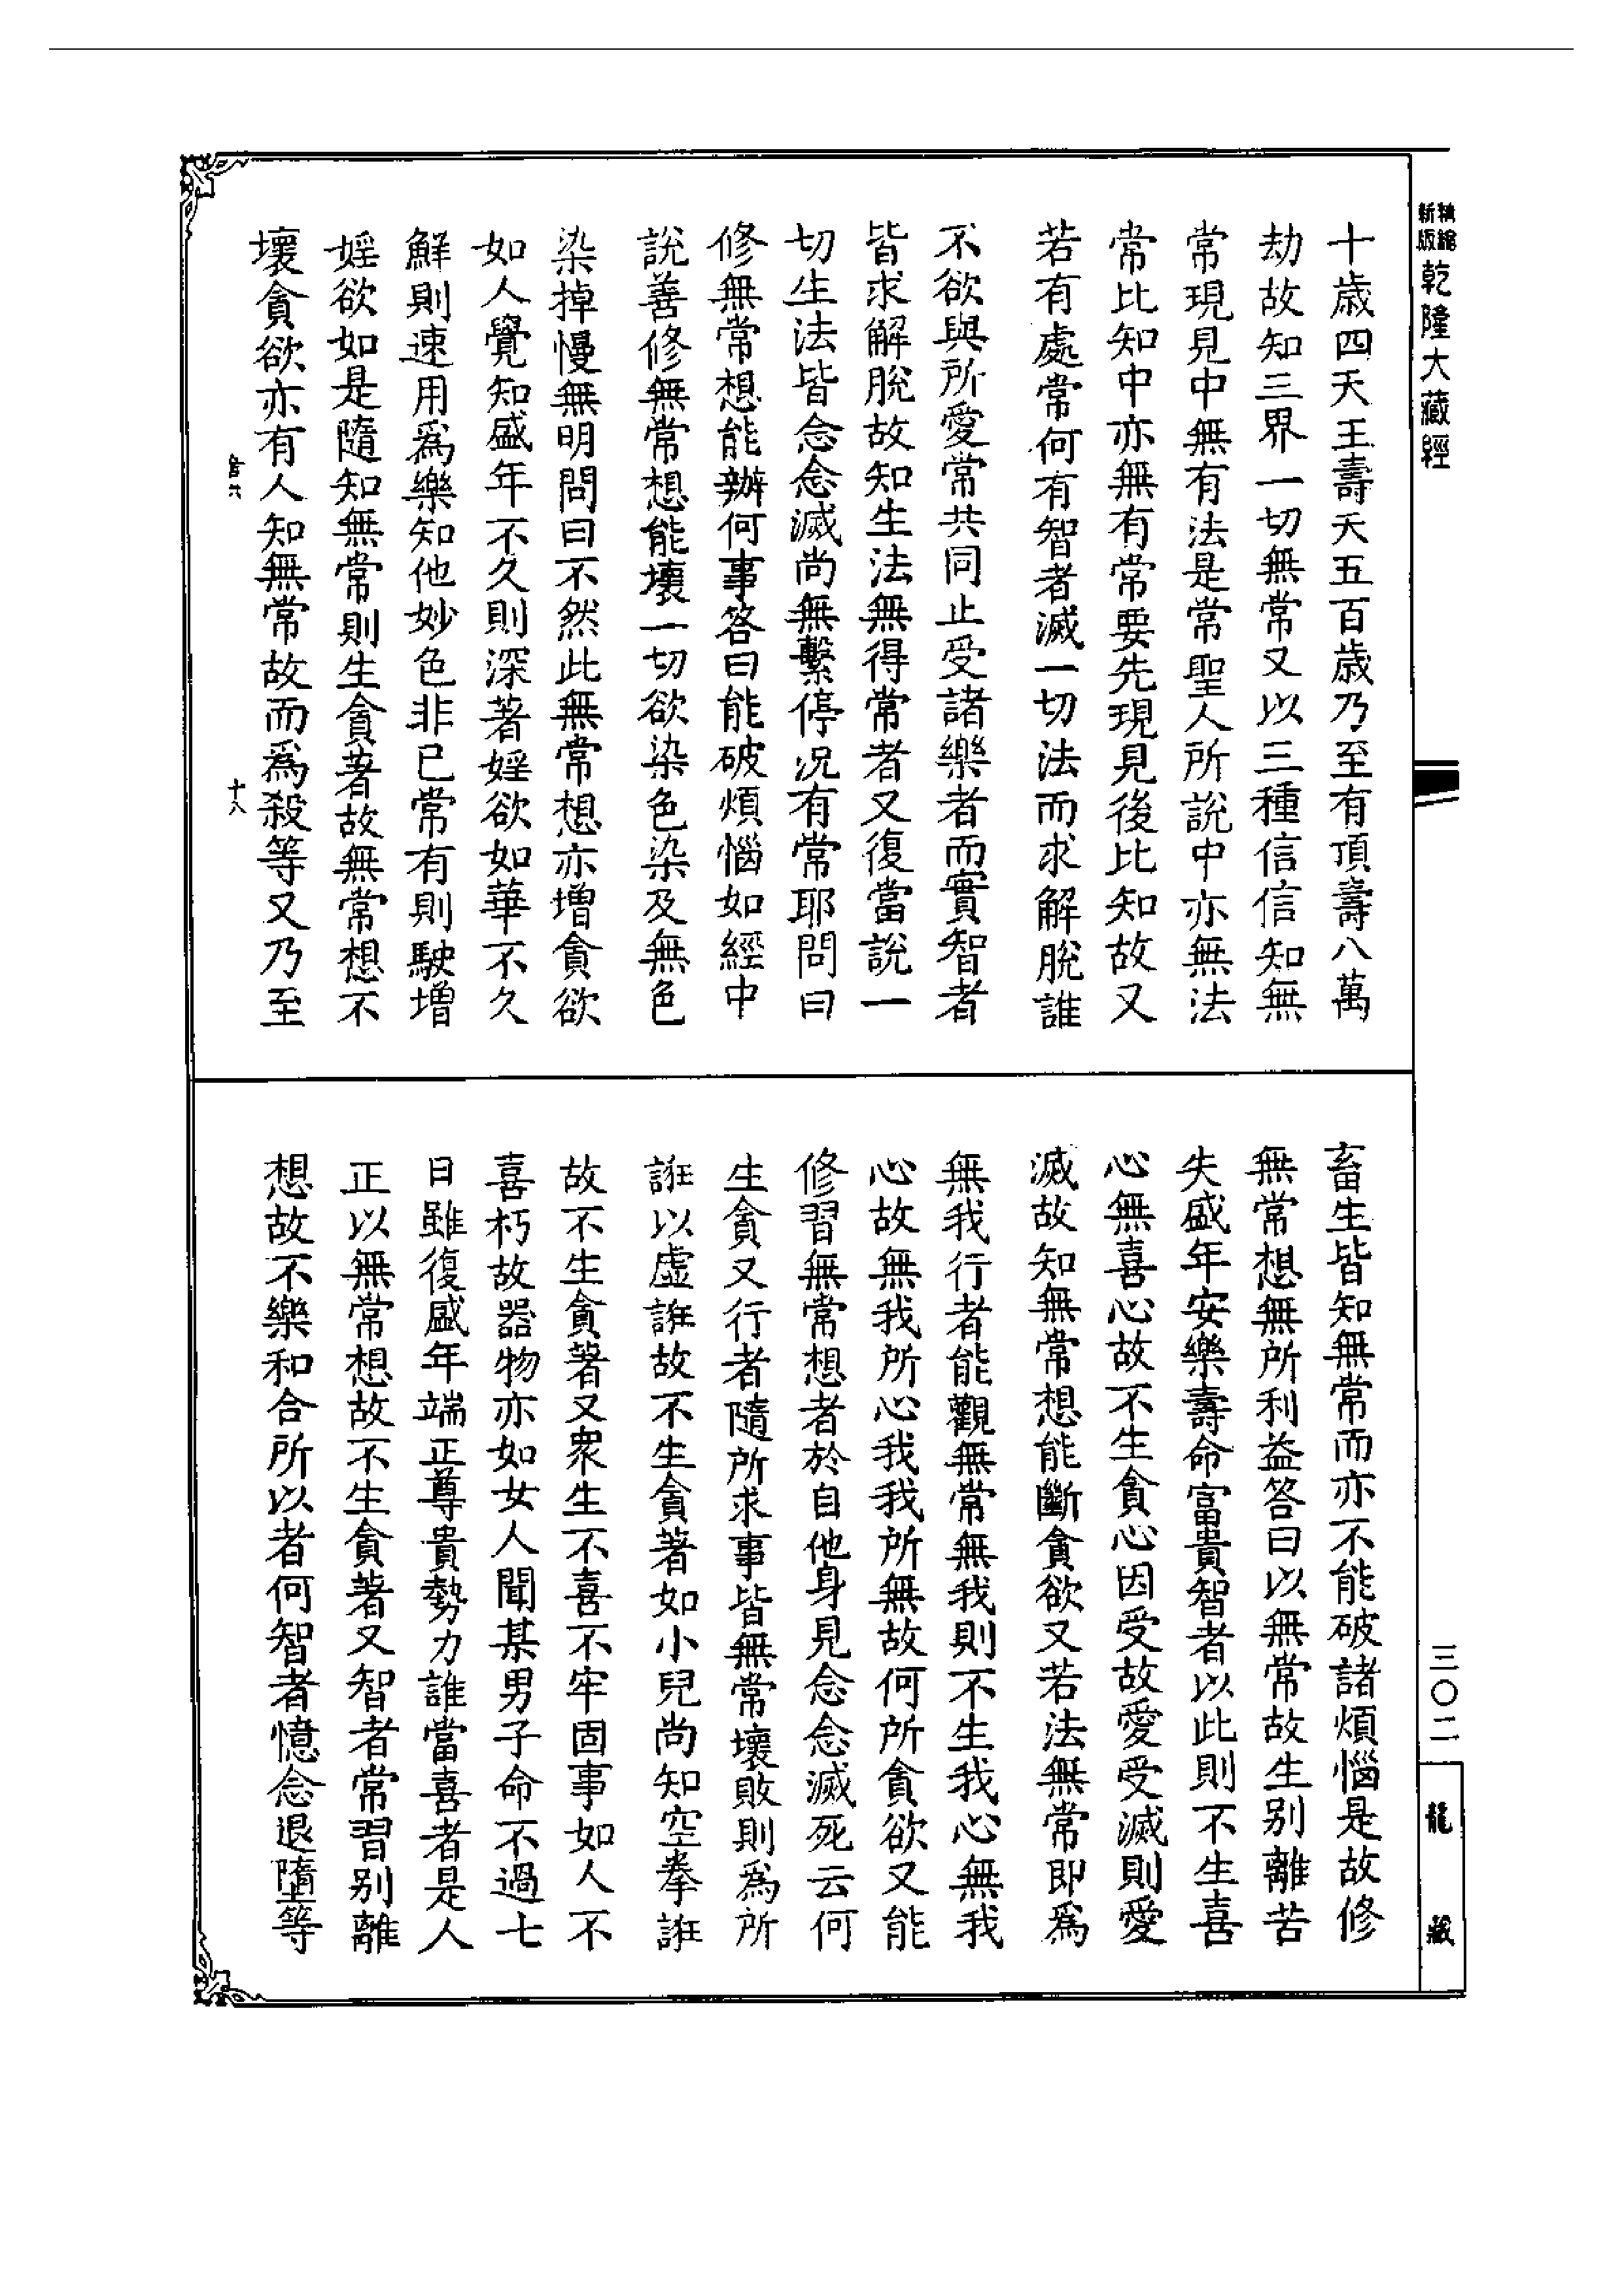 精縮新版 乾隆大藏經
十歲四天王壽天五百歲乃至有頂壽八萬
劫故知三界一切無常又以三種信信知無
常現見中無有法是常聖人所說中亦無法
常比知中亦無有常要先現見後比知故又
若有處常何有智者滅一切法而求解脫誰
不欲與所愛常共同止受諸樂者而實智者
皆求解脫故知生法無得常者又復當說一
切生法皆念念滅尚無繫停况有常耶問曰
修無常想能辦何事答曰能破煩惱如經中
說善修無常想能壞一切欲染色染及無色
染掉慢無明問曰不然此無常想亦增貪欲
如人覺知盛年不久則深著婬欲如華不久
鮮則速用爲樂知他妙色非已常有則駛增
婬欲如是隨知無常則生貪著故無常想不
壞貪欲亦有人知無常故而爲殺等又乃至
十八
畜生皆知無常而亦不能破諸煩惱是故修
無常想無所利益答曰以無常故生别離苦
失盛年安樂壽命富貴智者以此則不生喜
心無喜心故不生貪心因受故愛受滅則愛
滅故知無常想能斷貪欲又若法無常即爲
無我行者能觀無常無我則不生我心無我
心故無我所心我我所無故何所貪欲又能
修習無常想者於自他身見念念滅死云何
生貪又行者隨所求事皆無常壞敗則爲所
誑以虛誑故不生貪著如小兒尚知空拳誑
故不生貪著又衆生不喜不牢固事如人不
喜朽故器物亦如女人聞某男子命不過七
日雖復盛年端正尊貴勢力誰當喜者是人
正以無常想故不生貪著又智者常習别離
想故不樂和合所以者何智者憶念退墮等
三〇二
龍藏